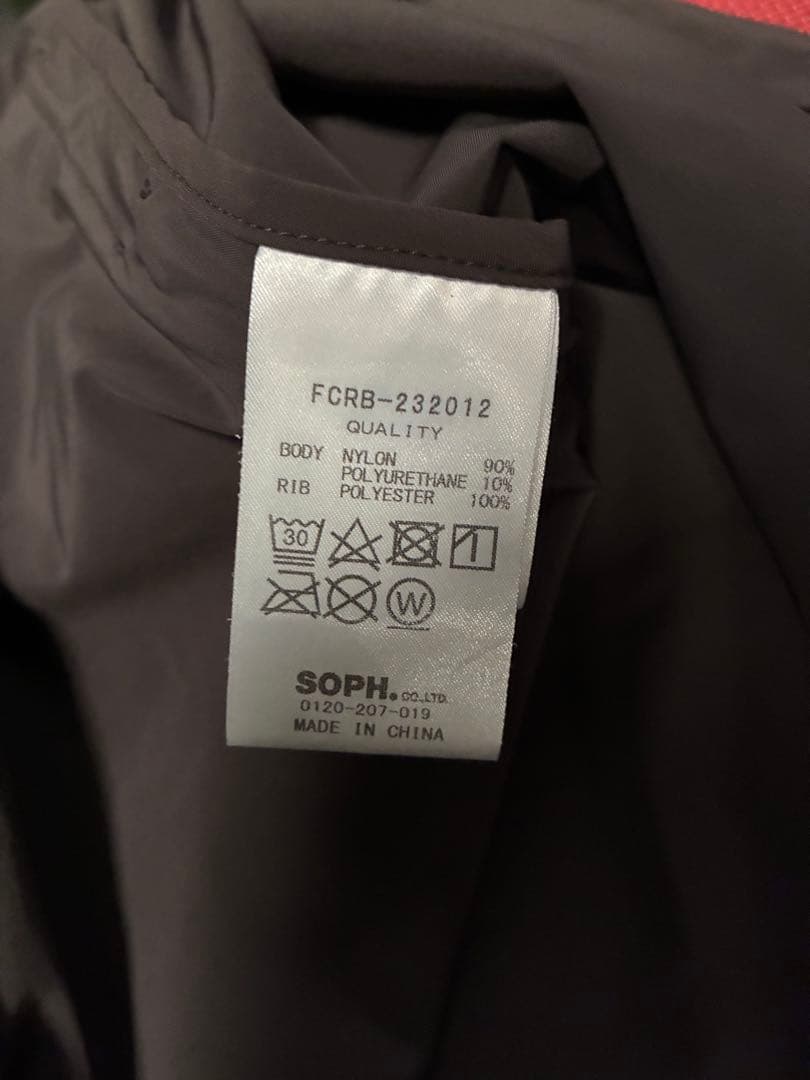 FCRB-232012
QUALITY
BODY NYLON 90%
POLYURETHANE 10%
RIB POLYESTER 100%
30
W
SOPH. CO.,LTD.
0120-207-019
MADE IN CHINA